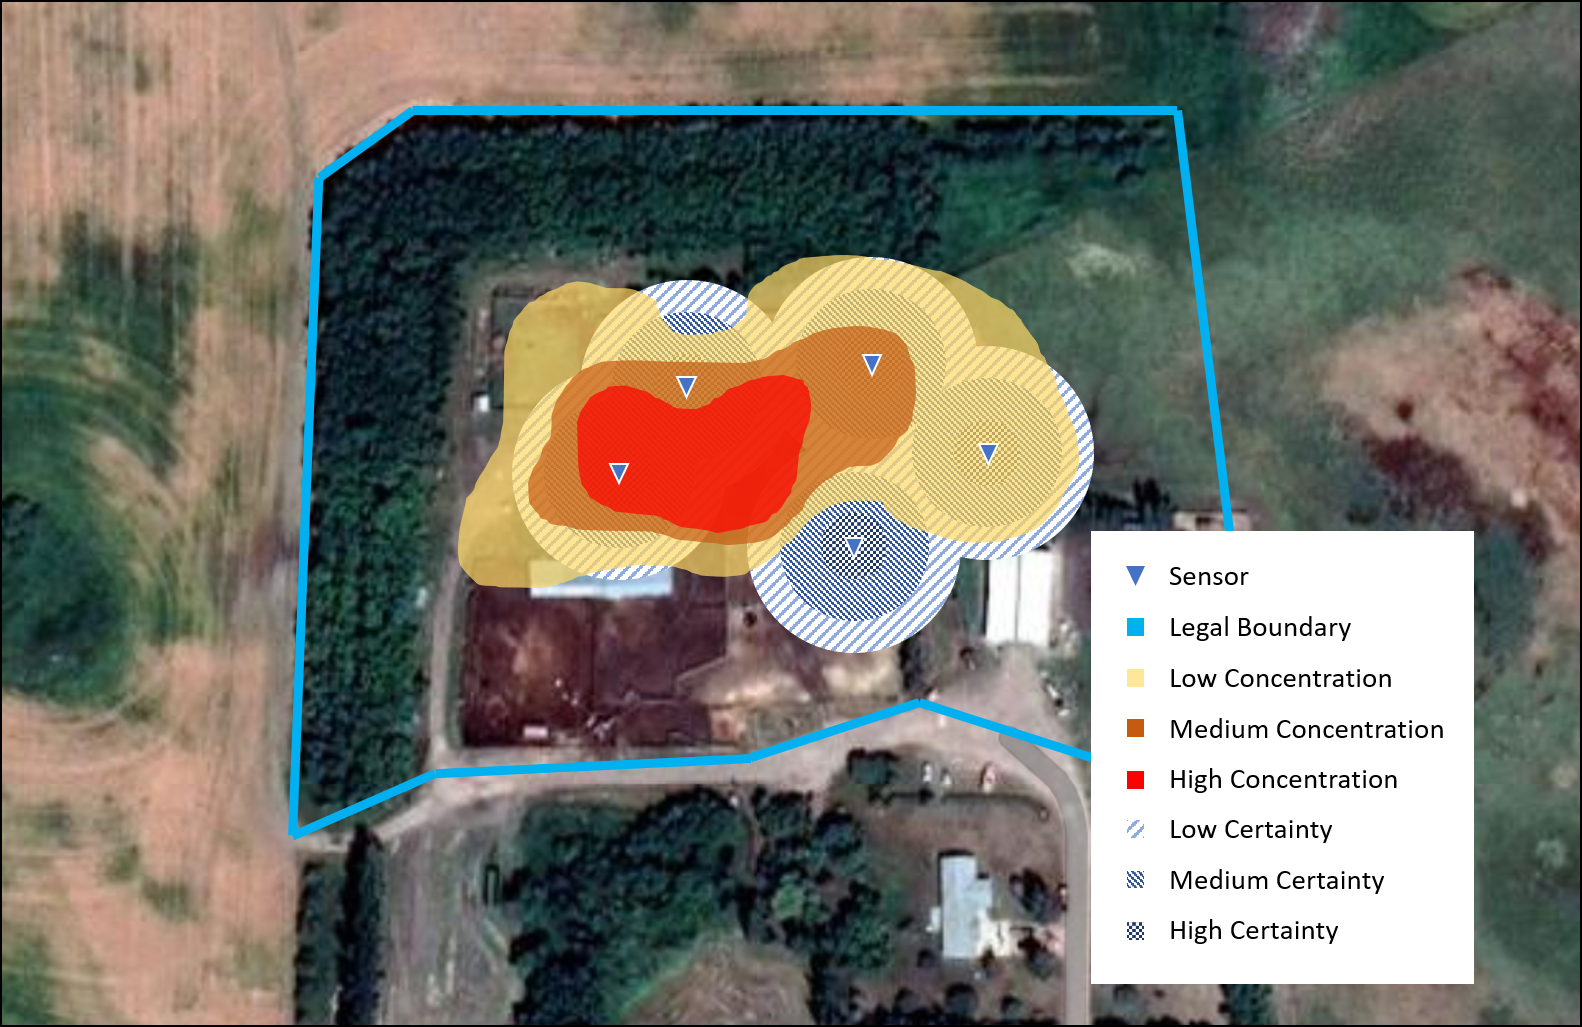 Sensor
Legal Boundary
Low Concentration
Medium Concentration
High Concentration
Low Certainty
Medium Certainty
High Certainty